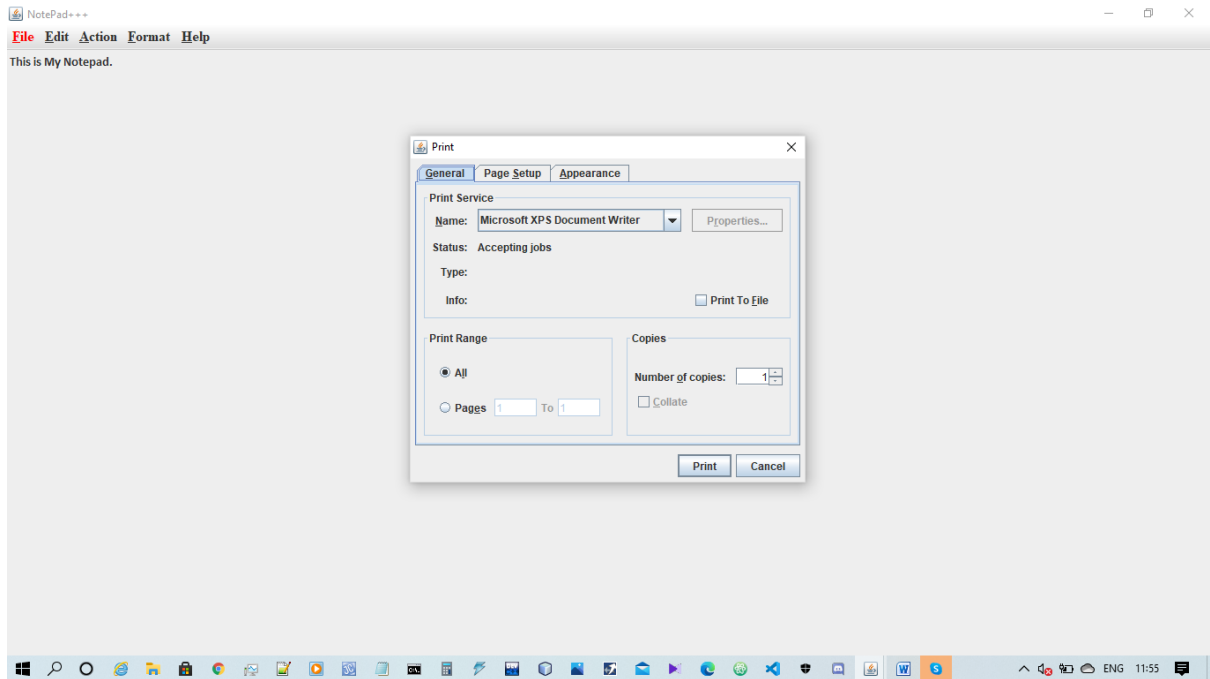 NotePad+++
File Edit Action Format Help
This is My Notepad.
Print
General Page Setup Appearance
Print Service
Name: Microsoft XPS Document Writer Properties...
Status: Accepting jobs
Type:
Info: Print To File
Print Range Copies
All
Number of copies: 1
Pages 1 To 1
Collate
Print Cancel
ENG 11:55